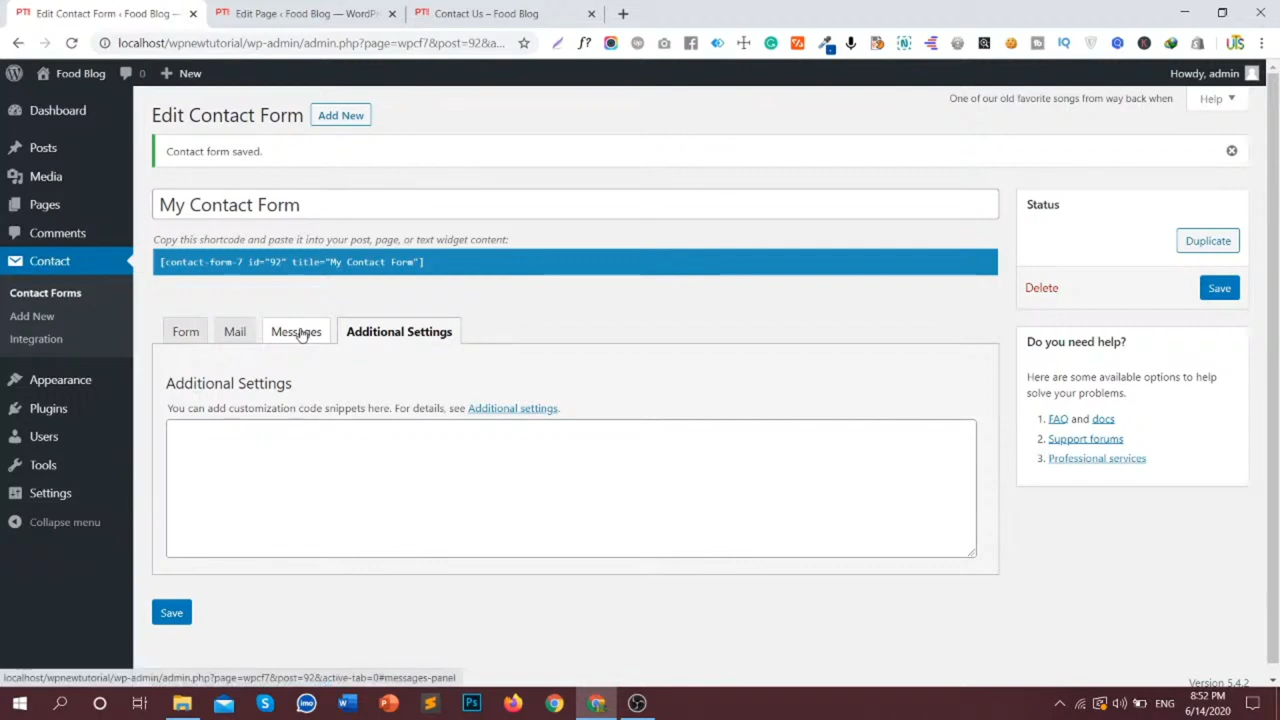 PT! Edit Contact Form ‹ Food Blog —
PT! Edit Page ‹ Food Blog — WordP
PT! Contact Us – Food Blog
localhost/wpnewtutorial/wp-admin/admin.php?page=wpcf7&post=92&a...
Food Blog
0
New
Howdy, admin
Dashboard
Posts
Media
Pages
Comments
Contact
Contact Forms
Add New
Integration
Appearance
Plugins
Users
Tools
Settings
Collapse menu
One of our old favorite songs from way back when
Help
Edit Contact Form
Add New
Contact form saved.
My Contact Form
Copy this shortcode and paste it into your post, page, or text widget content:
[contact-form-7 id="92" title="My Contact Form"]
Form
Mail
Messages
Additional Settings
Additional Settings
You can add customization code snippets here. For details, see Additional settings.
Save
Status
Duplicate
Delete
Save
Do you need help?
Here are some available options to help
solve your problems.
1. FAQ and docs
2. Support forums
3. Professional services
localhost/wpnewtutorial/wp-admin/admin.php?page=wpcf7&post=92&active-tab=0#messages-panel
Version 5.4.2
ENG
8:52 PM
6/14/2020